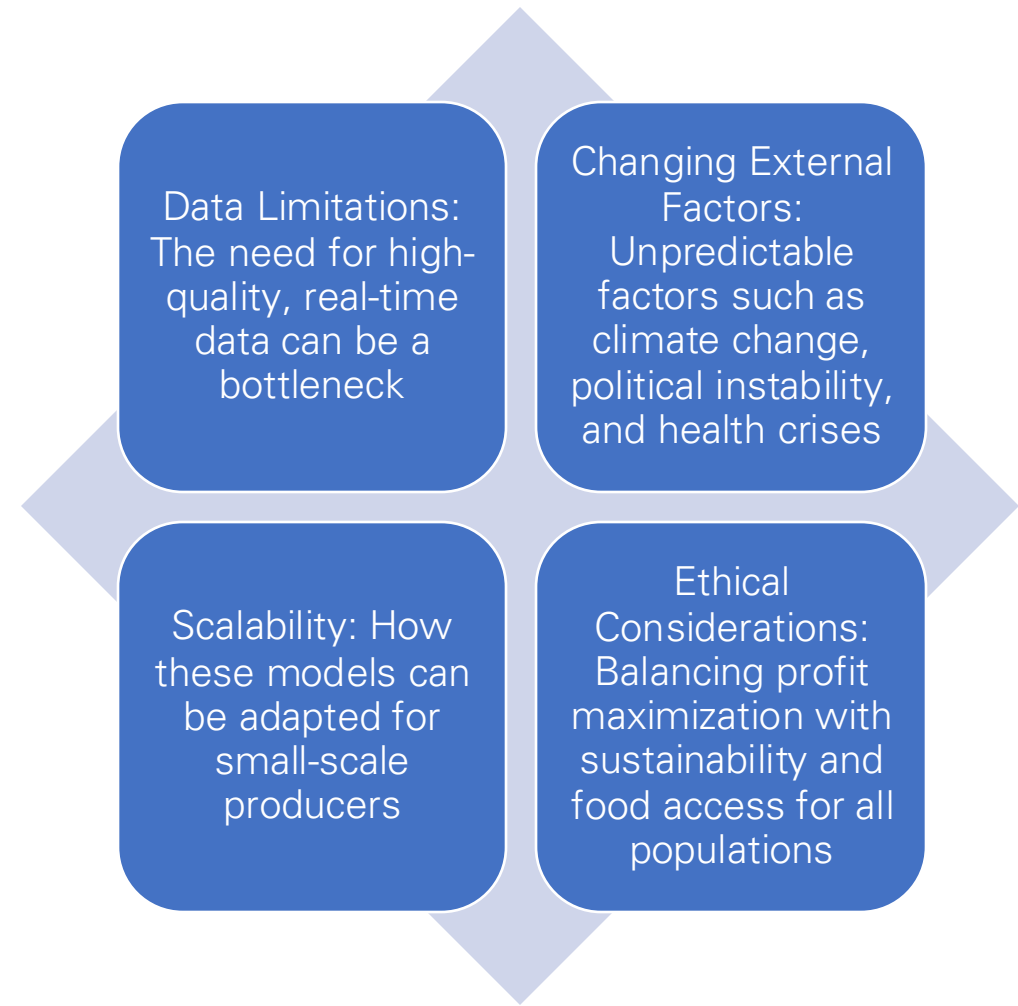 Data Limitations:
The need for high-
quality, real-time
data can be a
bottleneck
Changing External
Factors:
Unpredictable
factors such as
climate change,
political instability,
and health crises
Scalability: How
these models can
be adapted for
small-scale
producers
Ethical
Considerations:
Balancing profit
maximization with
sustainability and
food access for all
populations